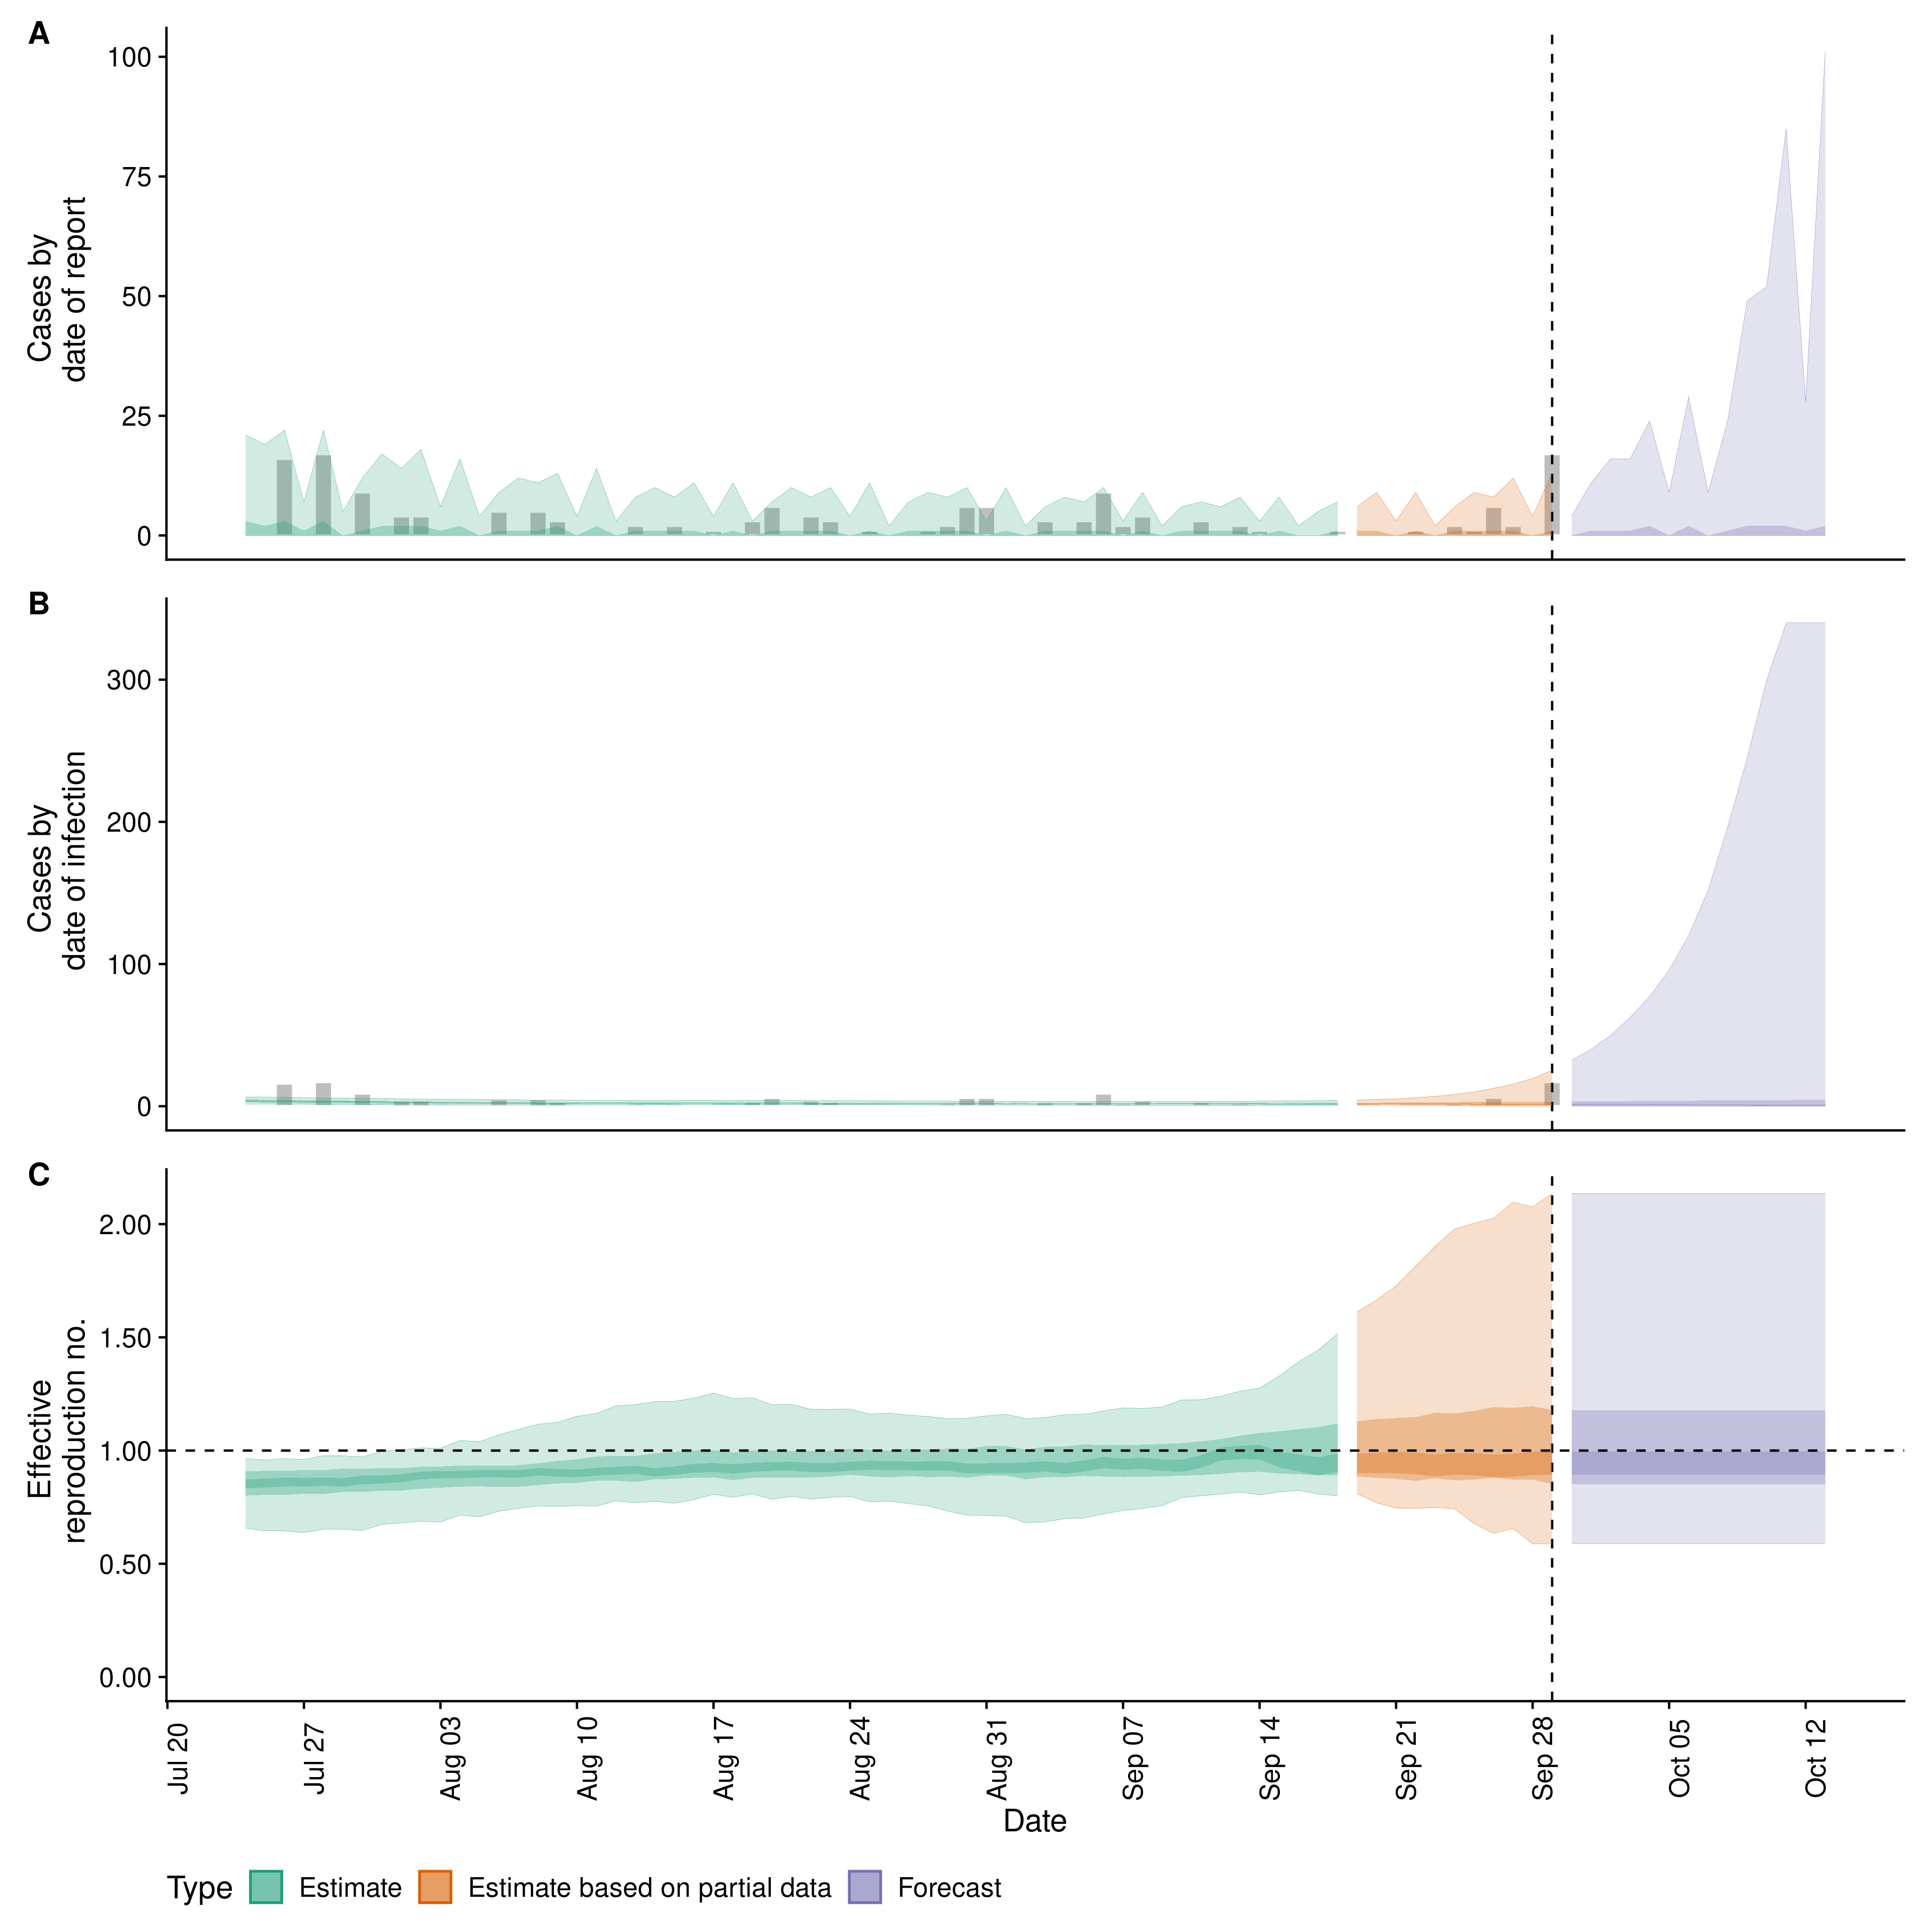 A
100
75
50
25
0
Cases by
date of report
B
300
200
100
0
Cases by
date of infection
C
2.00
1.50
1.00
0.50
0.00
Effective
reproduction no.
Jul 20
Jul 27
Aug 03
Aug 10
Aug 17
Aug 24
Aug 31
Sep 07
Sep 14
Sep 21
Sep 28
Oct 05
Oct 12
Date
Type Estimate Estimate based on partial data Forecast